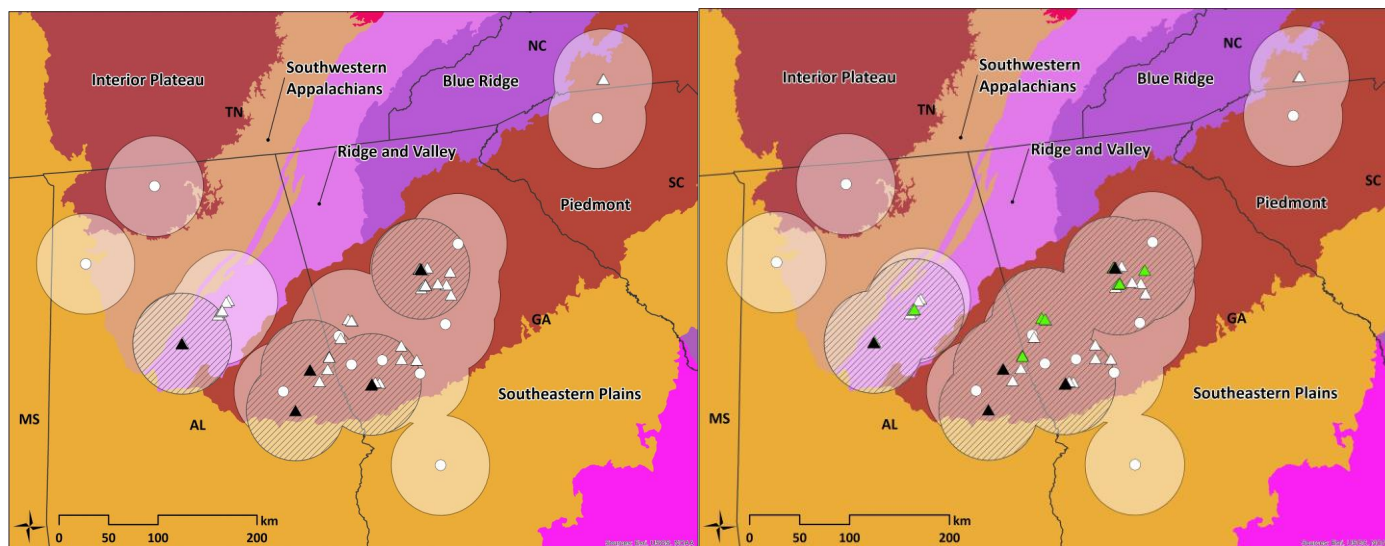 NC
Interior Plateau
Southwestern
Appalachians
Blue Ridge
TN
Ridge and Valley
SC
Piedmont
GA
Southeastern Plains
MS
AL
km
0 50 100 200
NC
Interior Plateau
Southwestern
Appalachians
Blue Ridge
TN
Ridge and Valley
SC
Piedmont
GA
Southeastern Plains
MS
AL
km
0 50 100 200